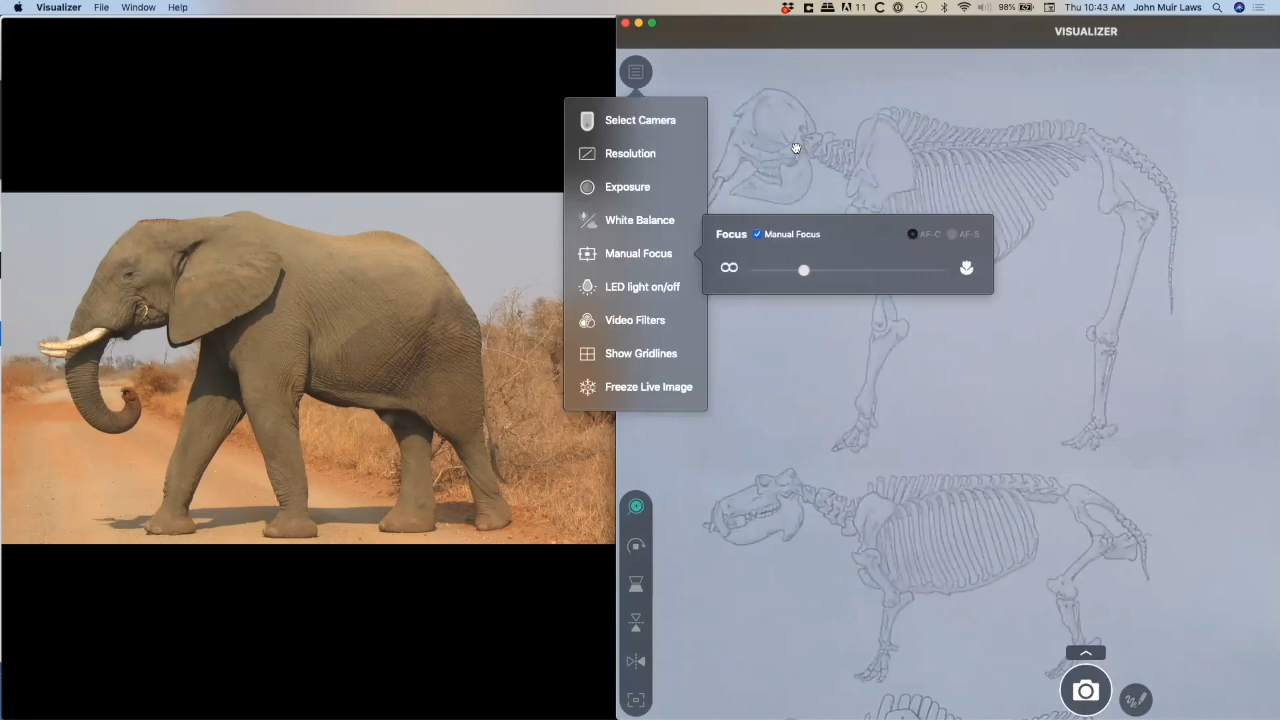 Visualizer File Window Help
11 98% Thu 10:43 AM John Muir Laws
VISUALIZER
Select Camera
Resolution
Exposure
White Balance
Manual Focus
LED light on/off
Video Filters
Show Gridlines
Freeze Live Image
Focus Manual Focus AF-C AF-S